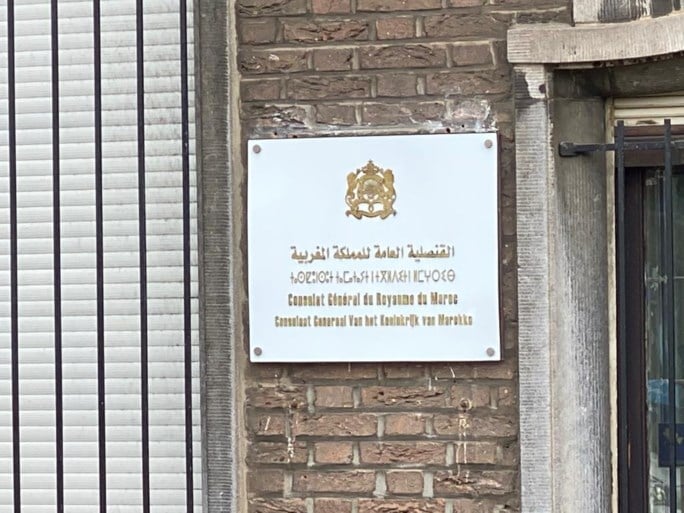 القنصلية العامة للمملكة المغربية
Consulat Général du Royaume du Maroc
Consulaat Generaal Van het Koninkrijk van Marokko